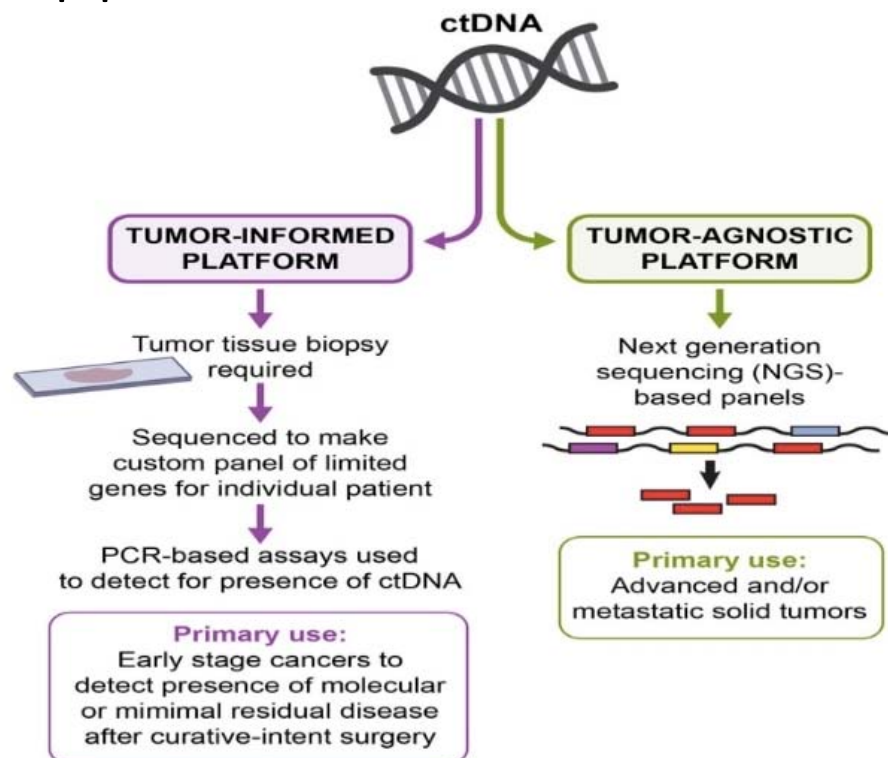 ctDNA
TUMOR-INFORMED
PLATFORM
Tumor tissue biopsy
required
Sequenced to make
custom panel of limited
genes for individual patient
PCR-based assays used
to detect for presence of ctDNA
Primary use:
Early stage cancers to
detect presence of molecular
or mimimal residual disease
after curative-intent surgery
TUMOR-AGNOSTIC
PLATFORM
Next generation
sequencing (NGS)-
based panels
Primary use:
Advanced and/or
metastatic solid tumors